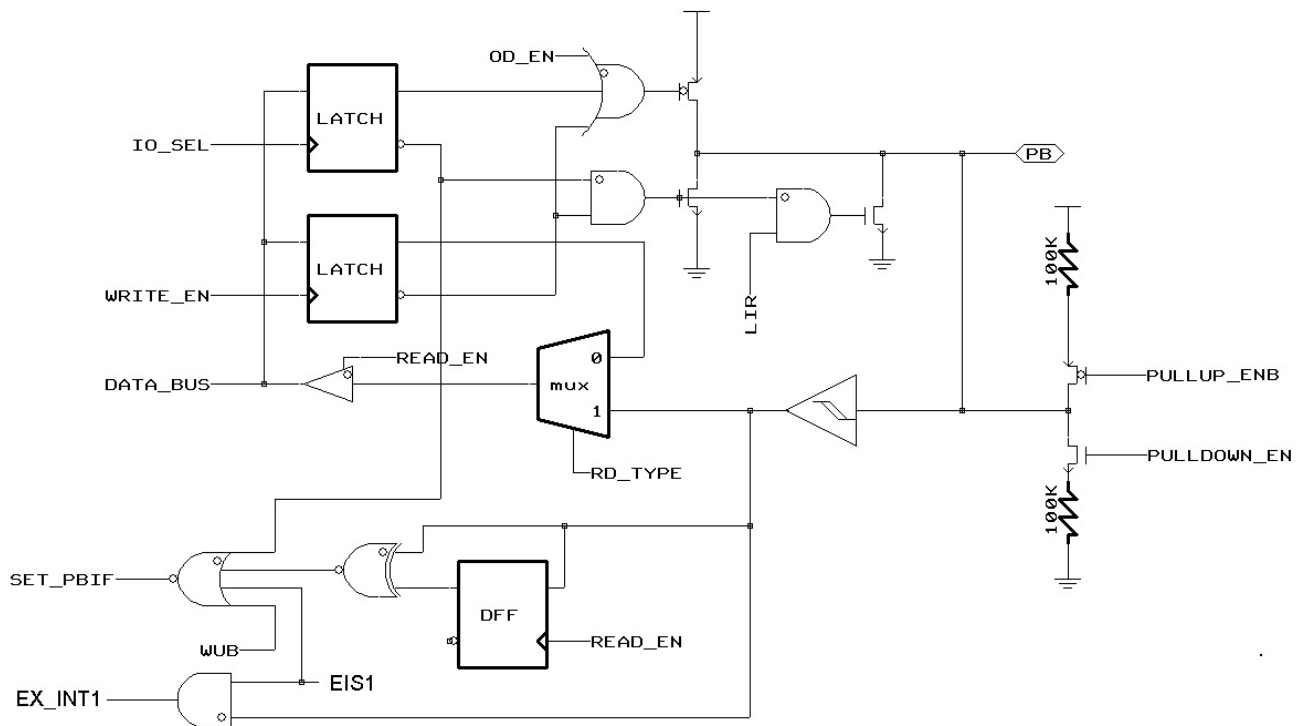 OD_EN
LATCH
IO_SEL
PB
LATCH
100K
WRITE_EN
LIR
READ_EN
0
DATA_BUS
mux
PULLUP_ENB
1
RD_TYPE
PULLDOWN_EN
100K
SET_PBIF
DFF
READ_EN
WUB
EX_INT1
EIS1